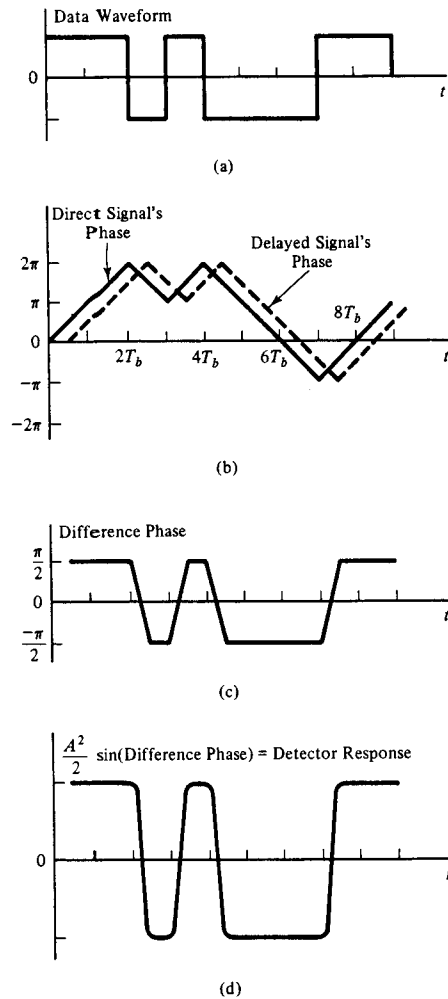 Data Waveform
0
t
(a)
Direct Signal's
Phase
Delayed Signal's
Phase
2π
π
0
−π
−2π
2T_b
4T_b
6T_b
8T_b
t
(b)
Difference Phase
π/2
0
−π/2
t
(c)
A²/2 sin(Difference Phase) = Detector Response
0
(d)